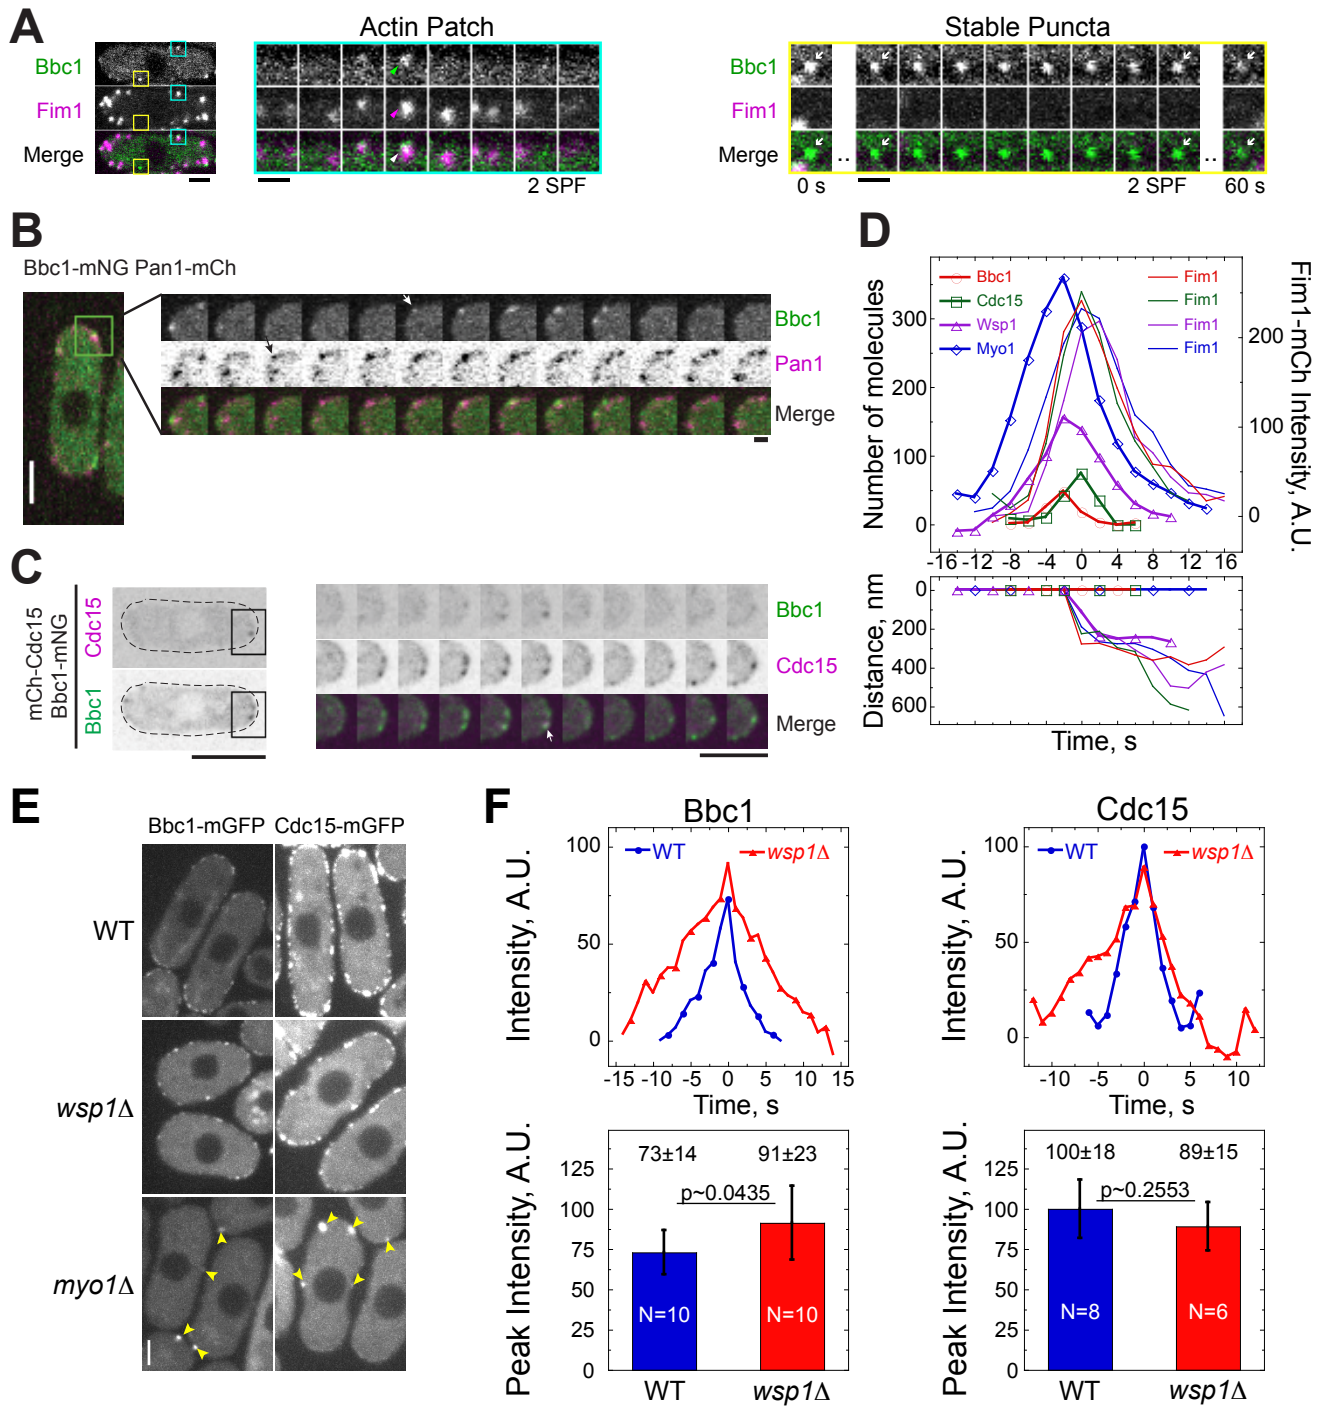 A
Actin Patch
Stable Puncta
Bbc1
Fim1
Merge
2 SPF
Bbc1
Fim1
Merge
..
..
0 s
2 SPF
60 s
B
Bbc1-mNG Pan1-mCh
Bbc1
Pan1
Merge
C
mCh-Cdc15
Bbc1-mNG
Cdc15
Bbc1
Bbc1
Cdc15
Merge
D
Bbc1
Fim1
Cdc15
Fim1
Wsp1
Fim1
Myo1
Fim1
Number of molecules
300
200
100
0
Fim1-mCh Intensity, A.U.
200
100
0
-16 -12 -8 -4 0 4 8 12 16
Distance, nm
0
200
400
600
Time, s
E
Bbc1-mGFP Cdc15-mGFP
WT
wsp1Δ
myo1Δ
F
Bbc1
WT
wsp1Δ
Intensity, A.U.
100
50
0
-15 -10 -5 0 5 10 15
Time, s
Cdc15
WT
wsp1Δ
Intensity, A.U.
100
50
0
-10 -5 0 5 10
Time, s
Peak Intensity, A.U.
125
100
75
50
25
0
73±14 91±23
p~0.0435
N=10 N=10
WT wsp1Δ
Peak Intensity, A.U.
125
100
75
50
25
0
100±18 89±15
p~0.2553
N=8 N=6
WT wsp1Δ